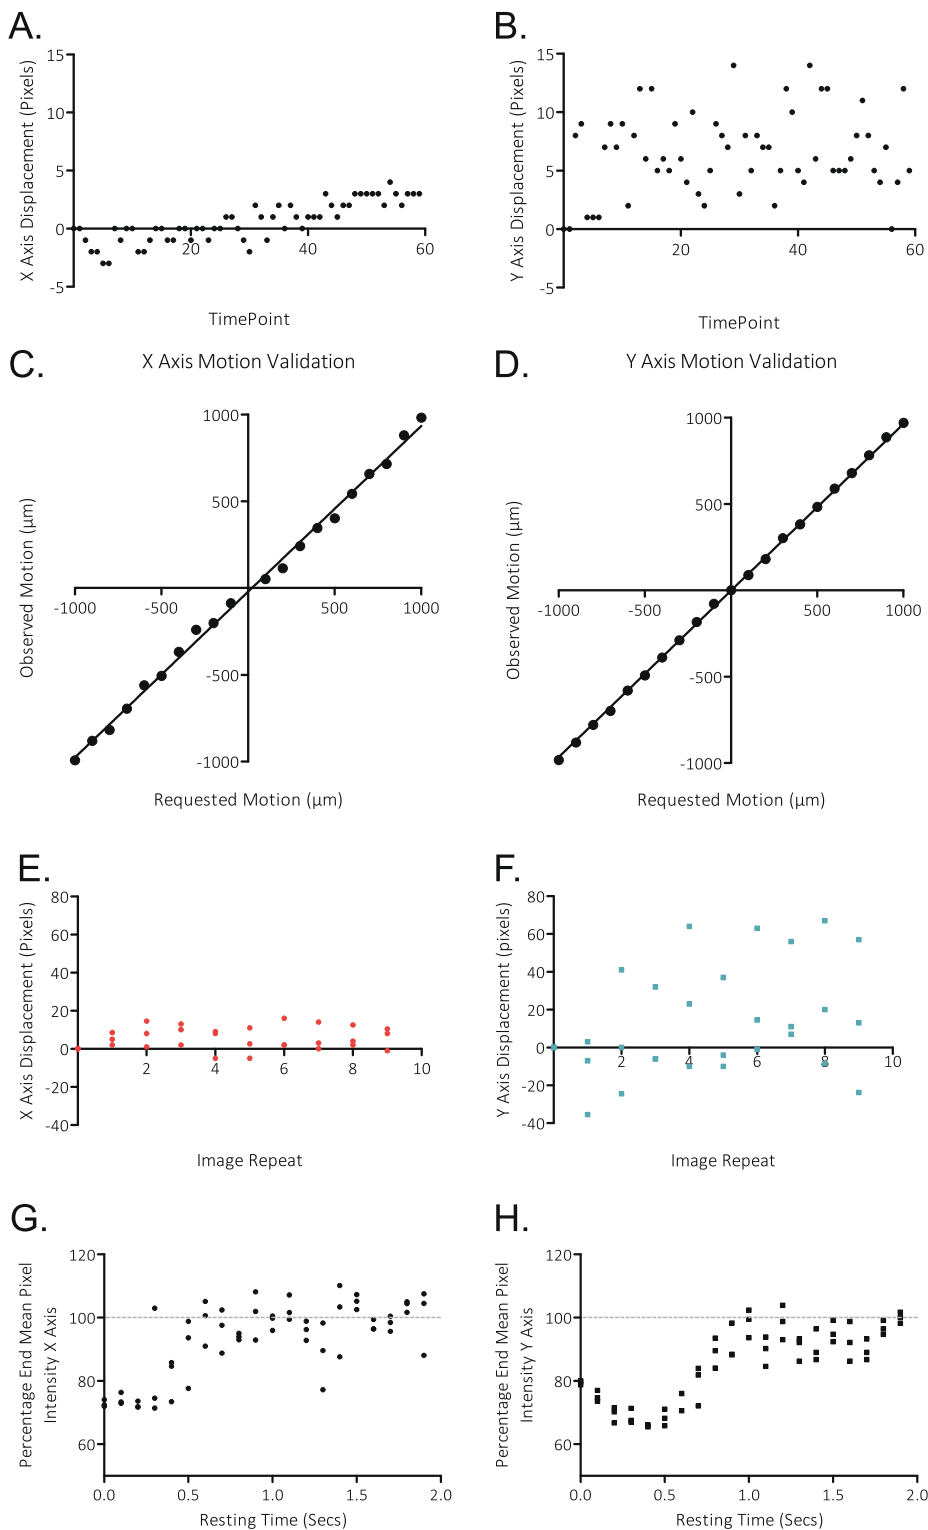 A.
B.
15
10
5
0
-5
20
40
60
X Axis Displacement (Pixels)
TimePoint
15
10
5
0
-5
20
40
60
Y Axis Displacement (Pixels)
TimePoint
C.
X Axis Motion Validation
D.
Y Axis Motion Validation
1000
500
-1000
-500
500
1000
-500
-1000
Observed Motion (µm)
Requested Motion (µm)
1000
500
-1000
-500
500
1000
-500
-1000
Observed Motion (µm)
Requested Motion (µm)
E.
F.
80
60
40
20
0
-20
-40
2
4
6
8
10
X Axis Displacement (Pixels)
Image Repeat
80
60
40
20
0
-20
-40
2
4
6
8
10
Y Axis Displacement (pixels)
Image Repeat
G.
H.
120
100
80
60
0.0
0.5
1.0
1.5
2.0
Percentage End Mean Pixel
Intensity X Axis
Resting Time (Secs)
120
100
80
60
0.0
0.5
1.0
1.5
2.0
Percentage End Mean Pixel
Intensity Y Axis
Resting Time (Secs)